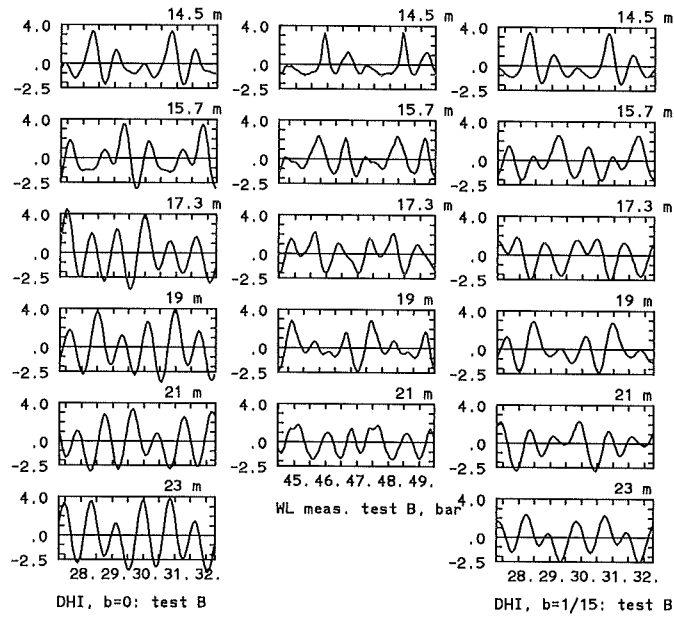 14.5 m
14.5 m
14.5 m
4.0
.0
-2.5
4.0
.0
-2.5
4.0
.0
-2.5
15.7 m
15.7 m
15.7 m
4.0
.0
-2.5
4.0
.0
-2.5
4.0
.0
-2.5
17.3 m
17.3 m
17.3 m
4.0
.0
-2.5
4.0
.0
-2.5
4.0
.0
-2.5
19 m
19 m
19 m
4.0
.0
-2.5
4.0
.0
-2.5
4.0
.0
-2.5
21 m
21 m
21 m
4.0
.0
-2.5
4.0
.0
-2.5
4.0
.0
-2.5
45. 46. 47. 48. 49.
WL meas. test B, bar
23 m
23 m
4.0
.0
-2.5
4.0
.0
-2.5
28. 29. 30. 31. 32.
28. 29. 30. 31. 32.
DHI, b=0: test B
DHI, b=1/15: test B